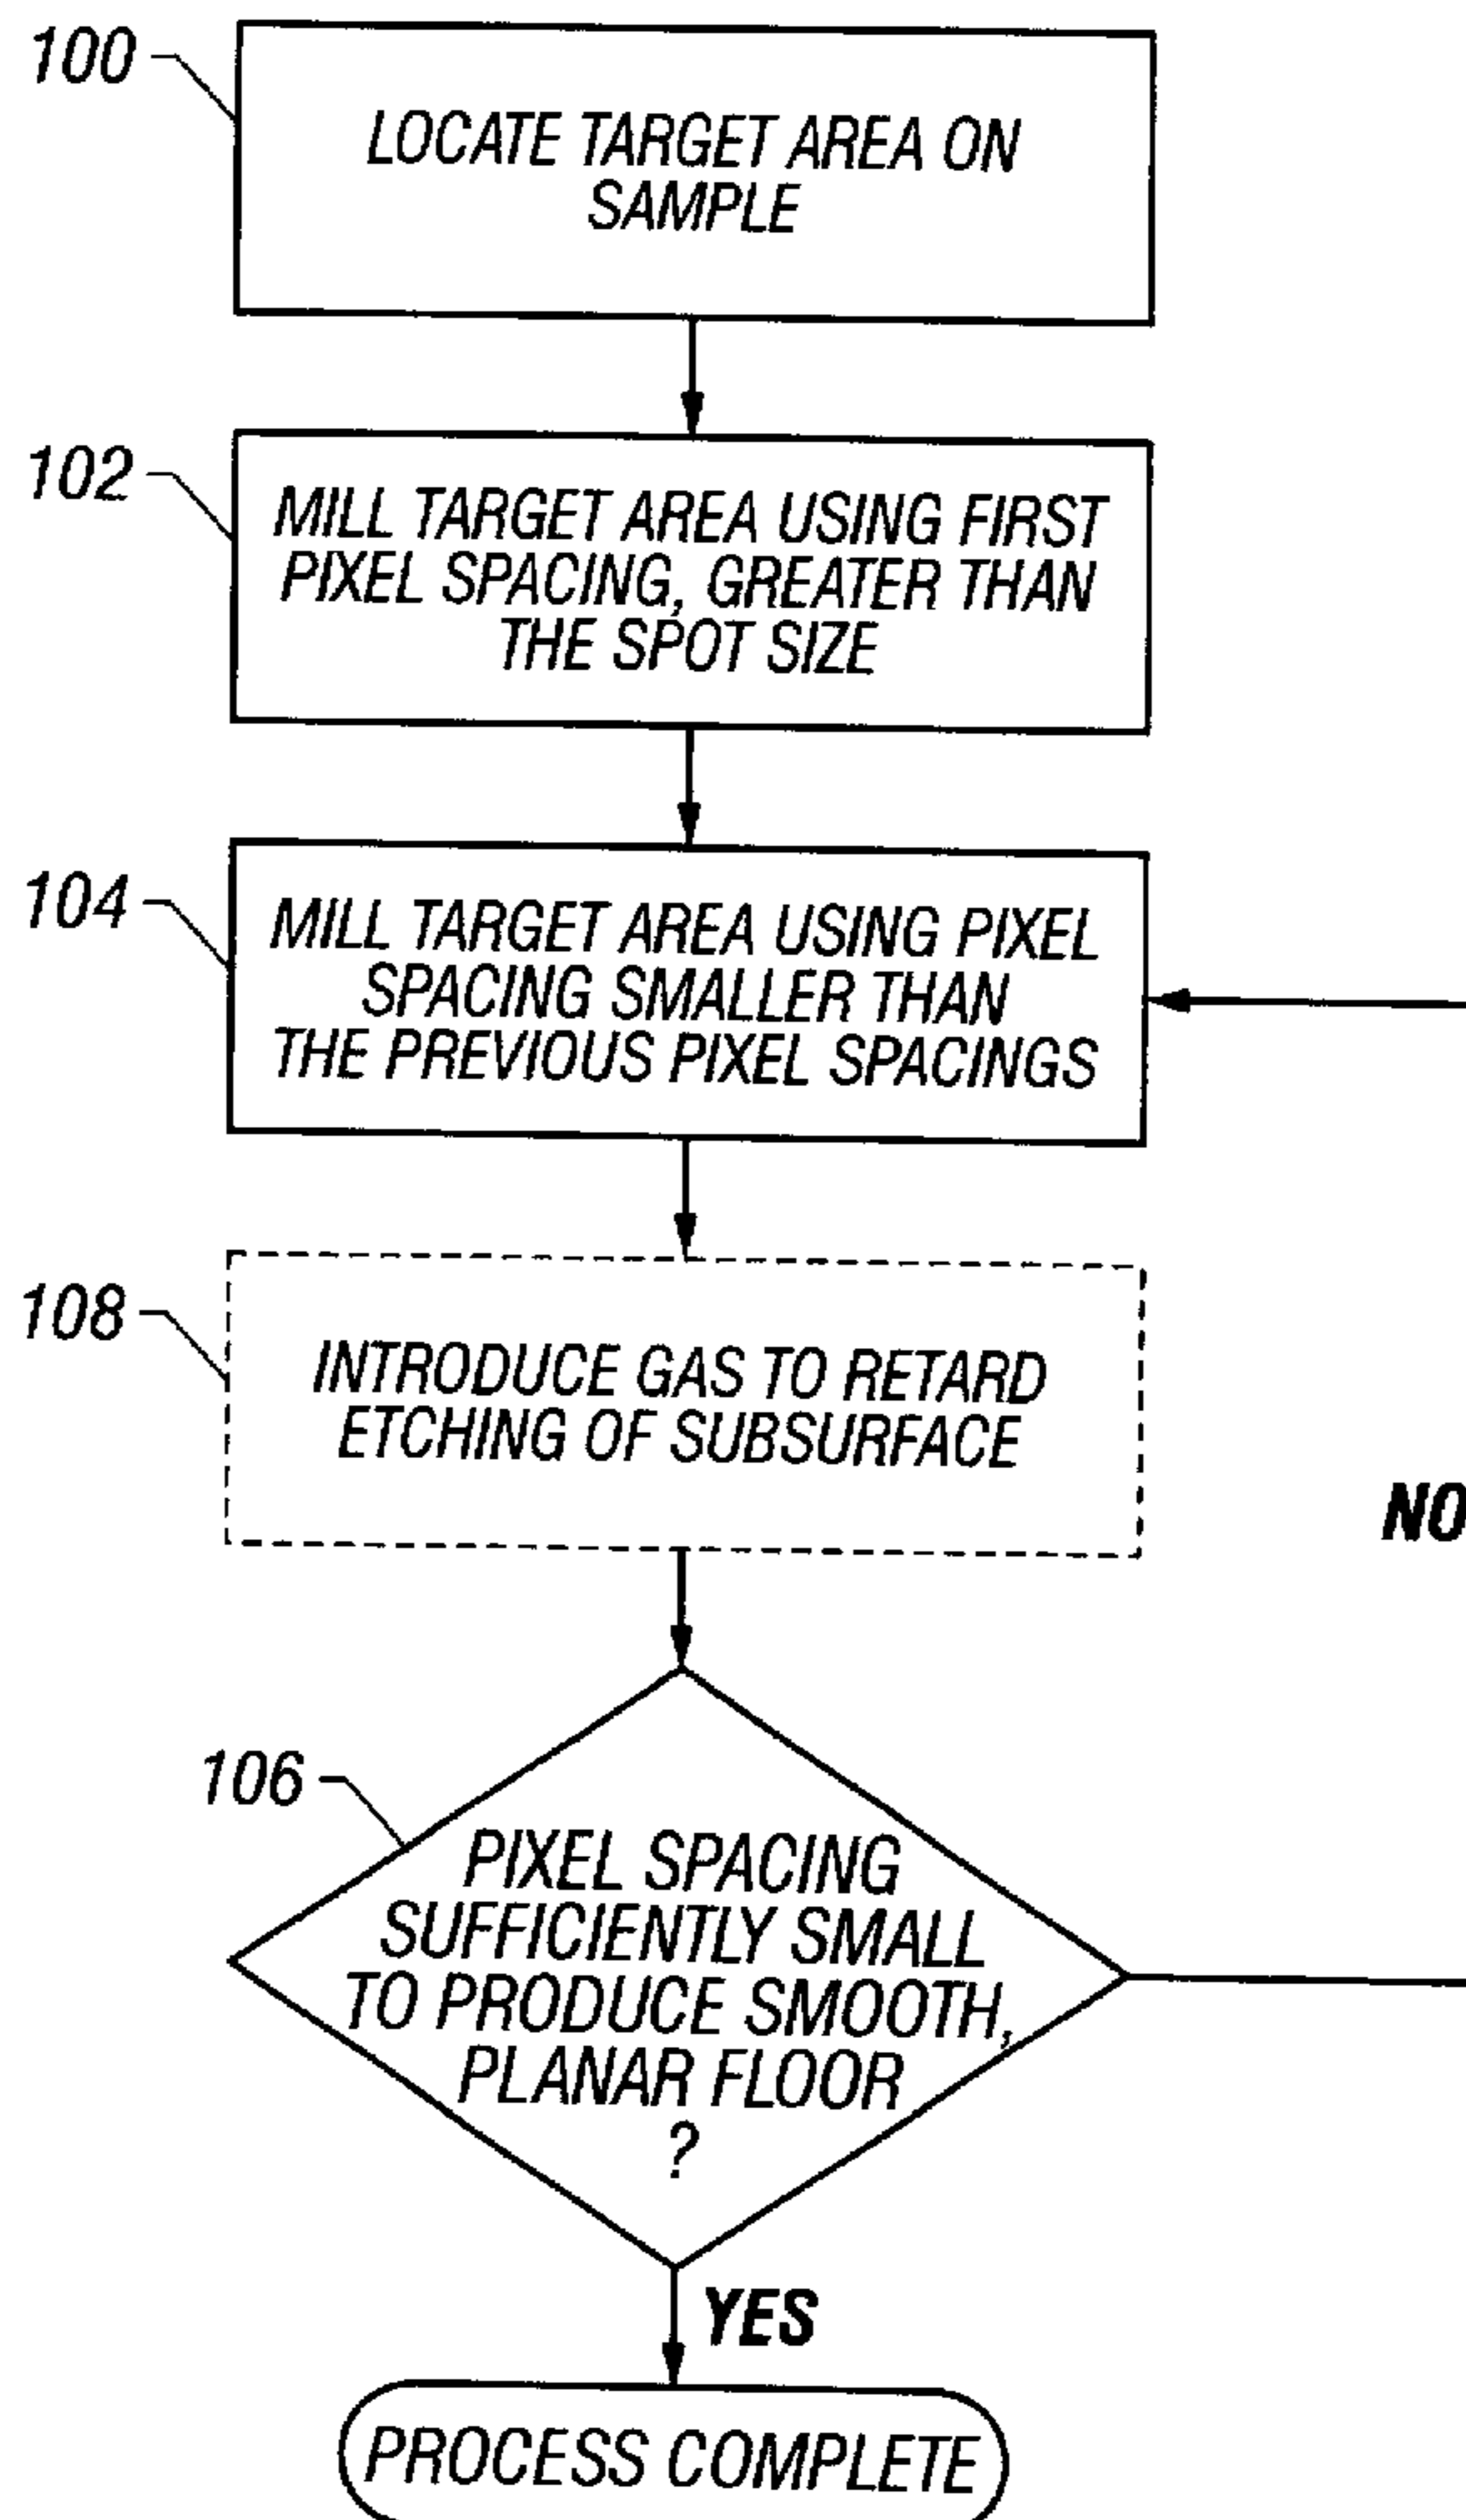 100
LOCATE TARGET AREA ON
SAMPLE
102
MILL TARGET AREA USING FIRST
PIXEL SPACING, GREATER THAN
THE SPOT SIZE
104
MILL TARGET AREA USING PIXEL
SPACING SMALLER THAN
THE PREVIOUS PIXEL SPACINGS
108
INTRODUCE GAS TO RETARD
ETCHING OF SUBSURFACE
NO
106
PIXEL SPACING
SUFFICIENTLY SMALL
TO PRODUCE SMOOTH,
PLANAR FLOOR
?
YES
PROCESS COMPLETE